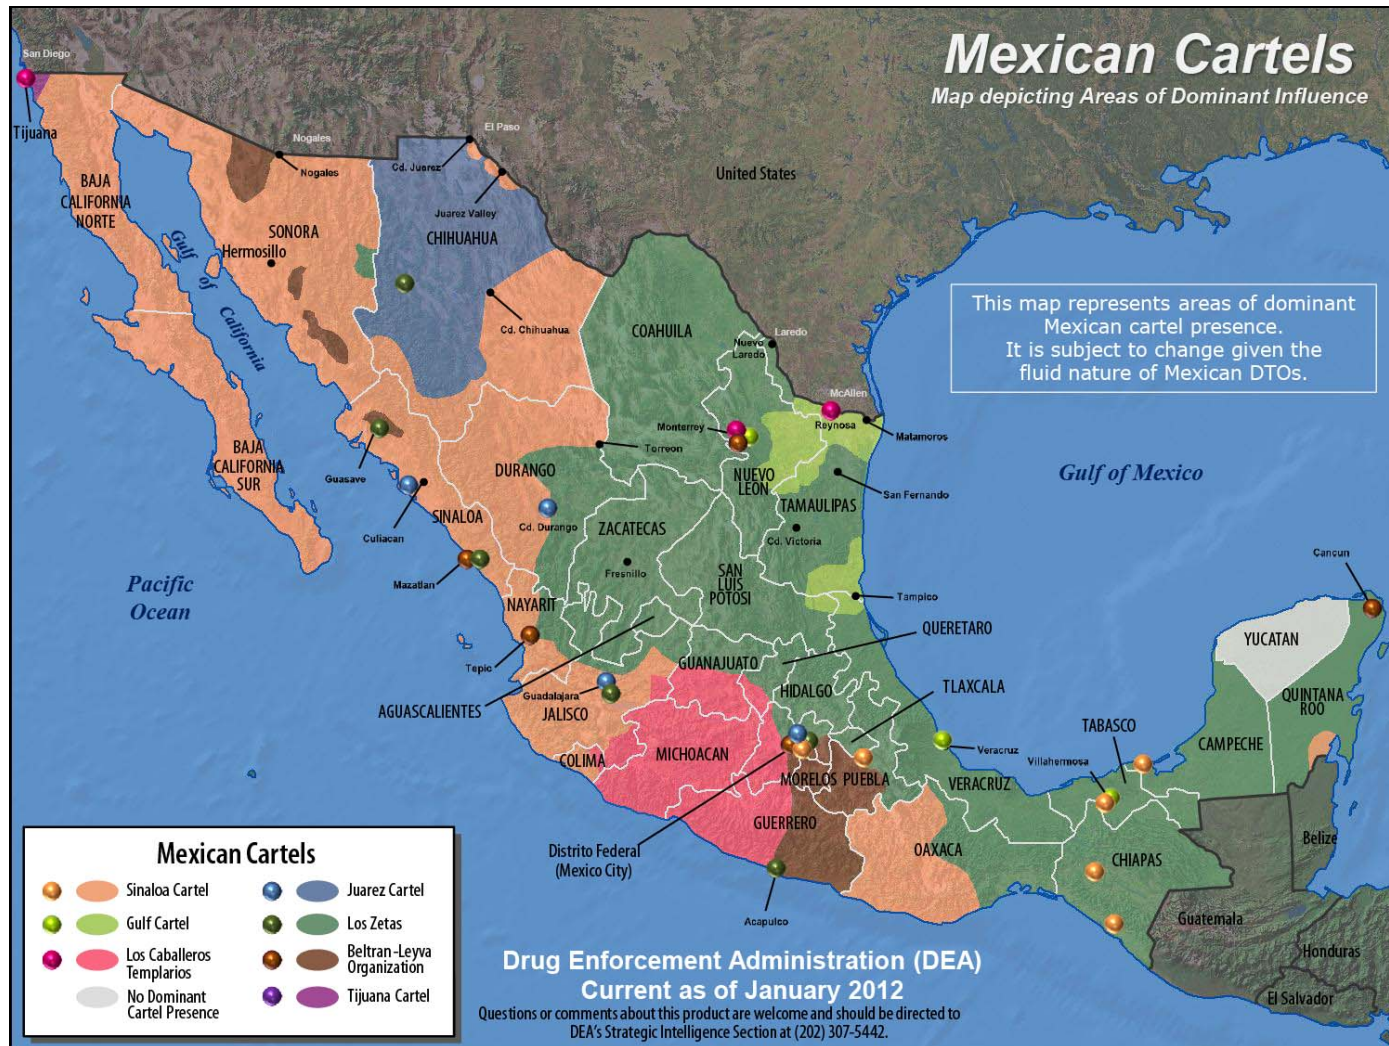 Mexican Cartels
Map depicting Areas of Dominant Influence
San Diego
Tijuana
Nogales
Nogales
El Paso
Cd. Juarez
Juarez Valley
United States
BAJA
CALIFORNIA
NORTE
SONORA
Hermosillo
CHIHUAHUA
Gulf of California
Cd. Chihuahua
COAHUILA
Nuevo
Laredo
Laredo
This map represents areas of dominant
Mexican cartel presence.
It is subject to change given the
fluid nature of Mexican DTOs.
McAllen
Reynosa
Matamoros
Monterrey
Torreon
BAJA
CALIFORNIA
SUR
Guasave
DURANGO
NUEVO
LEON
San Fernando
TAMAULIPAS
Gulf of Mexico
SINALOA
Culiacan
Cd. Durango
ZACATECAS
Cd. Victoria
Fresnillo
Mazatlan
SAN
LUIS
POTOSI
Pacific
Ocean
Cancun
NAYARIT
Tampico
Tepic
QUERETARO
YUCATAN
GUANAJUATO
HIDALGO
TLAXCALA
QUINTANA
ROO
Guadalajara
AGUASCALIENTES
JALISCO
TABASCO
CAMPECHE
COLIMA
MICHOACAN
Veracruz
Villahermosa
MORELOS
PUEBLA
VERACRUZ
GUERRERO
Distrito Federal
(Mexico City)
OAXACA
CHIAPAS
Belize
Acapulco
Guatemala
Honduras
El Salvador
Mexican Cartels
Sinaloa Cartel
Juarez Cartel
Gulf Cartel
Los Zetas
Los Caballeros
Templarios
Beltran-Leyva
Organization
No Dominant
Cartel Presence
Tijuana Cartel
Drug Enforcement Administration (DEA)
Current as of January 2012
Questions or comments about this product are welcome and should be directed to
DEA's Strategic Intelligence Section at (202) 307-5442.